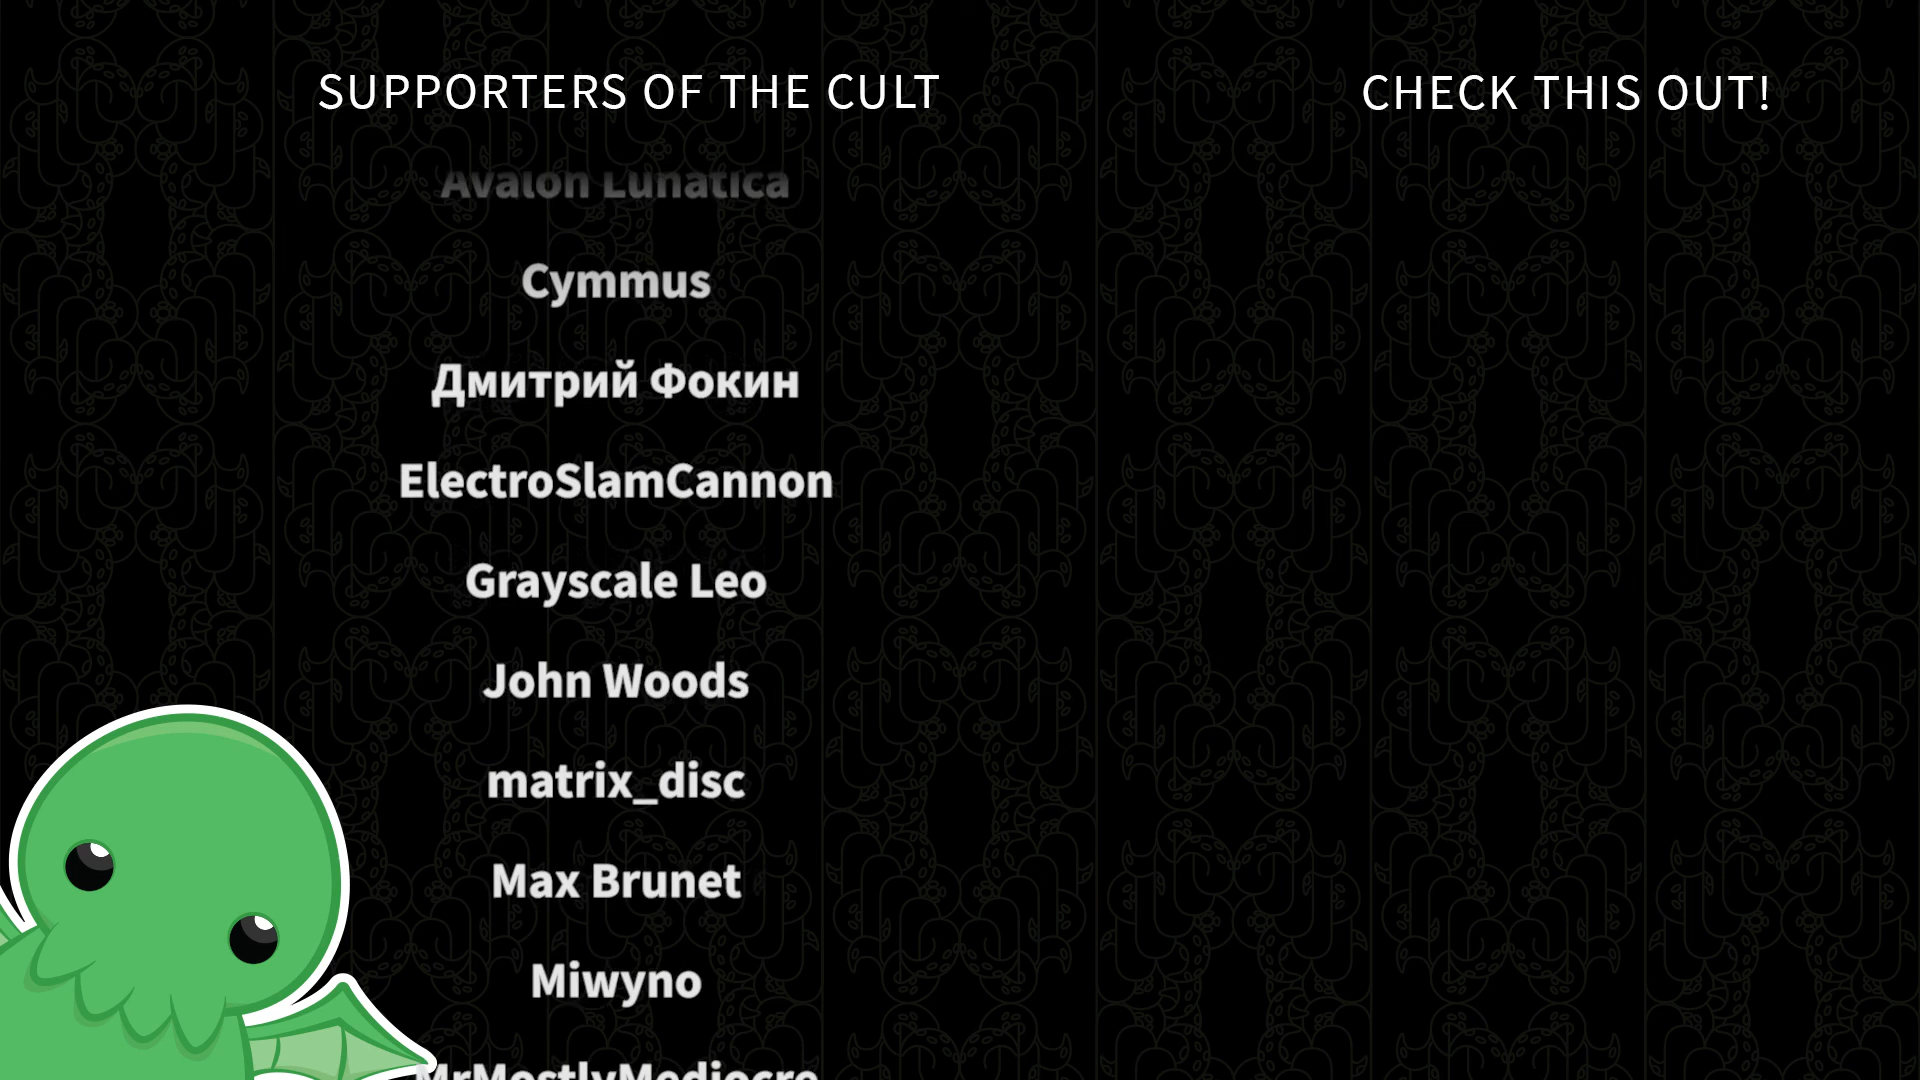 SUPPORTERS OF THE CULT
CHECK THIS OUT!
Avalon Lunatica
Cymmus
Дмитрий Фокин
ElectroSlamCannon
Grayscale Leo
John Woods
matrix_disc
Max Brunet
Miwyno
MrMostlyMediocre